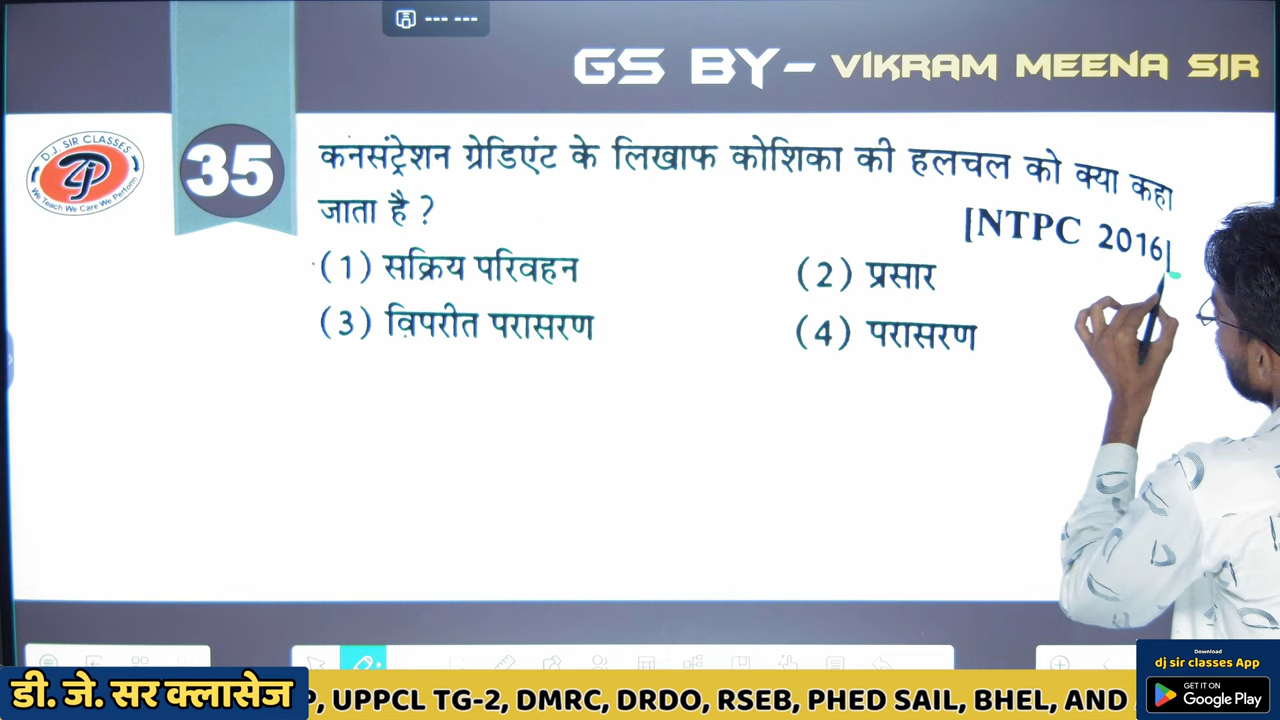 --- ---
GS BY- VIKRAM MEENA SIR
D.J. SIR CLASSES
We Teach We Care We Perform
35
कनसंट्रेशन ग्रेडिएंट के लिखाफ कोशिका की हलचल को क्या कहा
जाता है ?
[NTPC 2016]
(1) सक्रिय परिवहन
(2) प्रसार
(3) विपरीत परासरण
(4) परासरण
डी. जे. सर क्लासेज
P, UPPCL TG-2, DMRC, DRDO, RSEB, PHED SAIL, BHEL, AND
Download
dj sir classes App
GET IT ON
Google Play